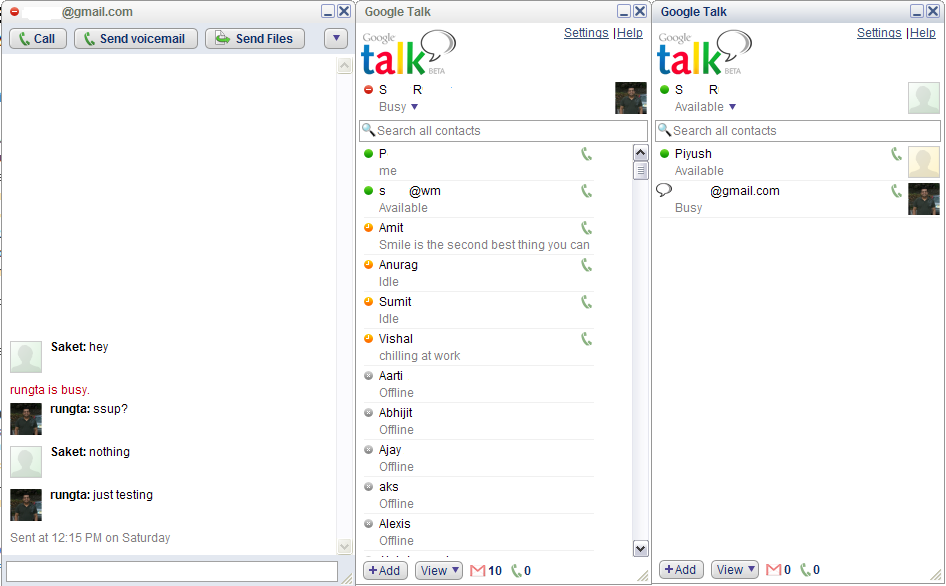 @gmail.com
Call
Send voicemail
Send Files
Saket: hey
rungta is busy.
rungta: ssup?
Saket: nothing
rungta: just testing
Sent at 12:15 PM on Saturday
Google Talk
Settings | Help
Google
talk
BETA
S R
Busy
Search all contacts
P
me
s @wm
Available
Amit
Smile is the second best thing you can
Anurag
Idle
Sumit
Idle
Vishal
chilling at work
Aarti
Offline
Abhijit
Offline
Ajay
Offline
aks
Offline
Alexis
Offline
+Add
View
10
0
Google Talk
Settings | Help
Google
talk
BETA
S R
Available
Search all contacts
Piyush
Available
@gmail.com
Busy
+Add
View
0
0